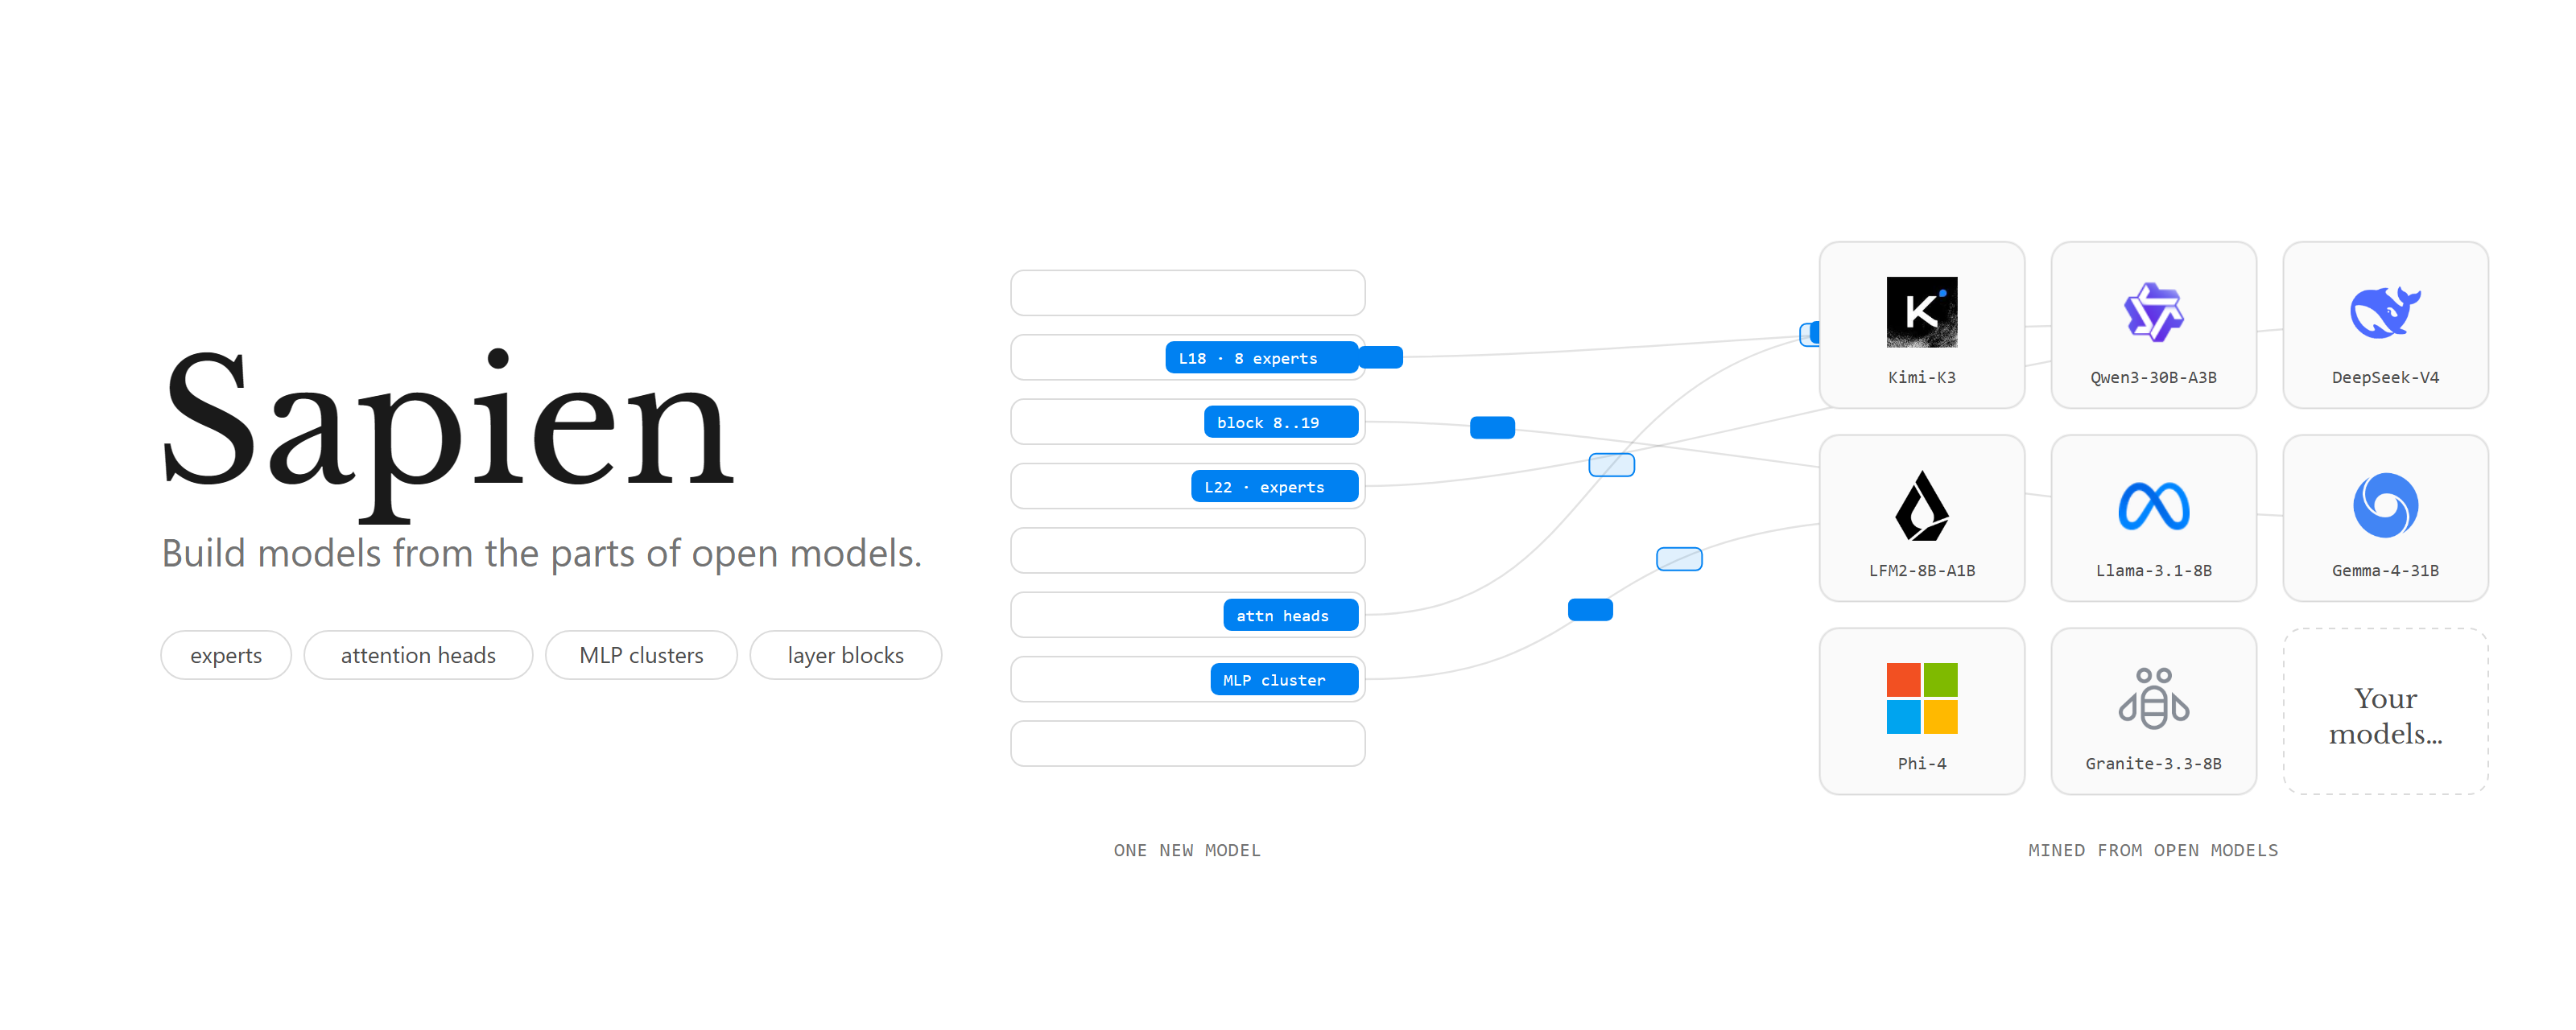 Sapien
Build models from the parts of open models.
experts
attention heads
MLP clusters
layer blocks
L18 · 8 experts
block 8..19
L22 · experts
attn heads
MLP cluster
ONE NEW MODEL
K
Kimi-K3
Qwen3-30B-A3B
DeepSeek-V4
LFM2-8B-A1B
Llama-3.1-8B
Gemma-4-31B
Phi-4
Granite-3.3-8B
Your
models…
MINED FROM OPEN MODELS